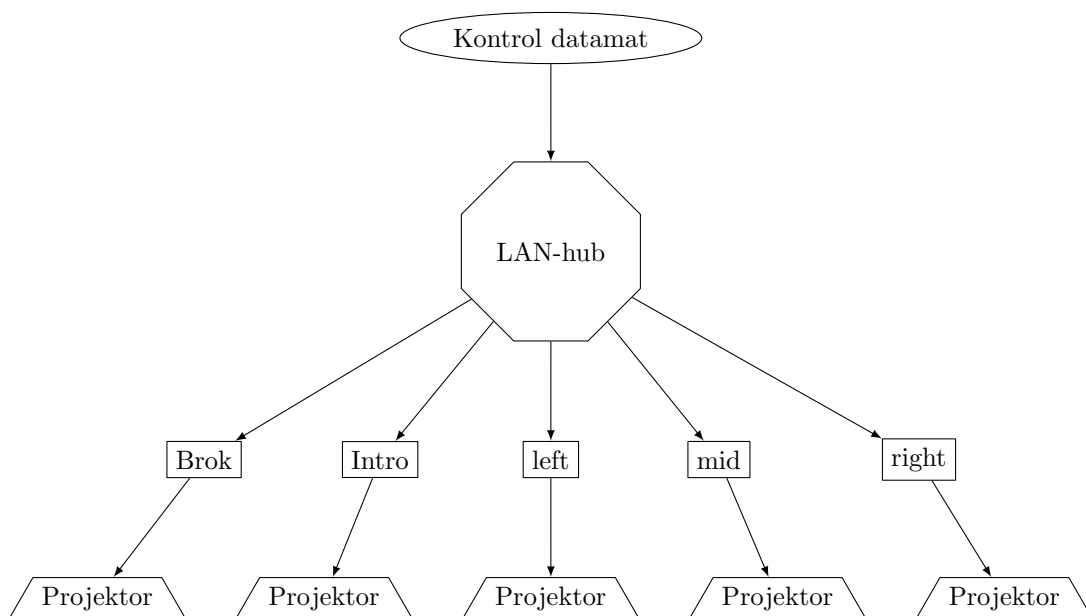 Kontrol datamat
LAN-hub
Brok
Intro
left
mid
right
Projektor
Projektor
Projektor
Projektor
Projektor